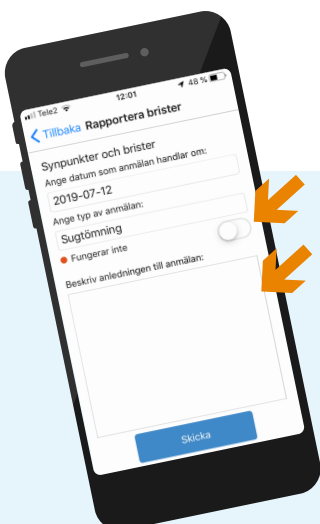 Tele2 12:01 48 %
Tillbaka Rapportera brister
Synpunkter och brister
Ange datum som anmälan handlar om:
2019-07-12
Ange typ av anmälan:
Sugtömning
Fungerar inte
Beskriv anledningen till anmälan:
Skicka